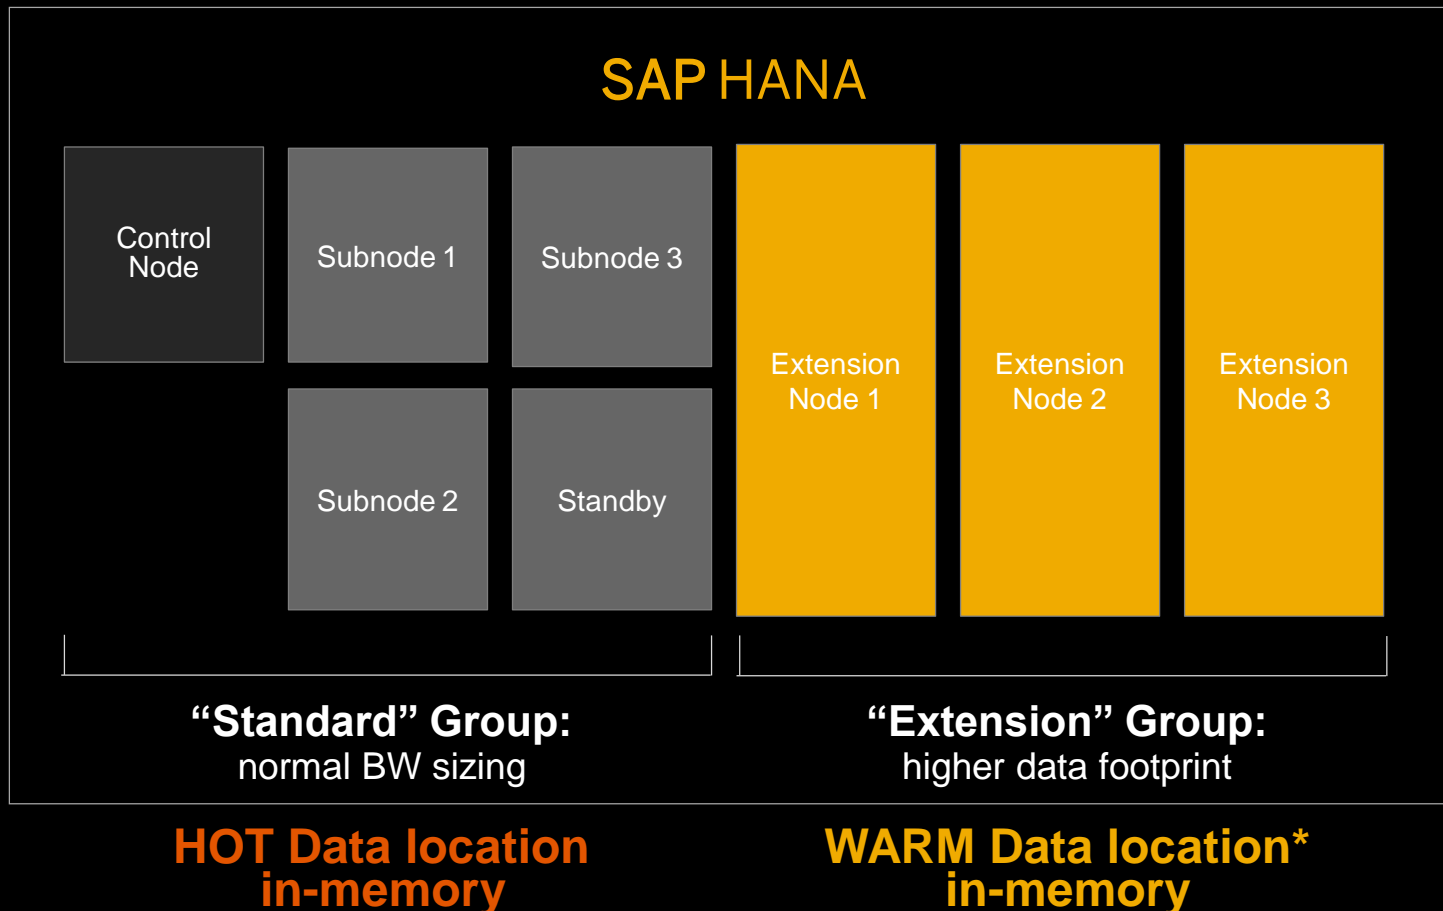 SAP HANA
Control
Node
Subnode 1
Subnode 3
Subnode 2
Standby
Extension
Node 1
Extension
Node 2
Extension
Node 3
“Standard” Group:
normal BW sizing
“Extension” Group:
higher data footprint
HOT Data location
in-memory
WARM Data location*
in-memory